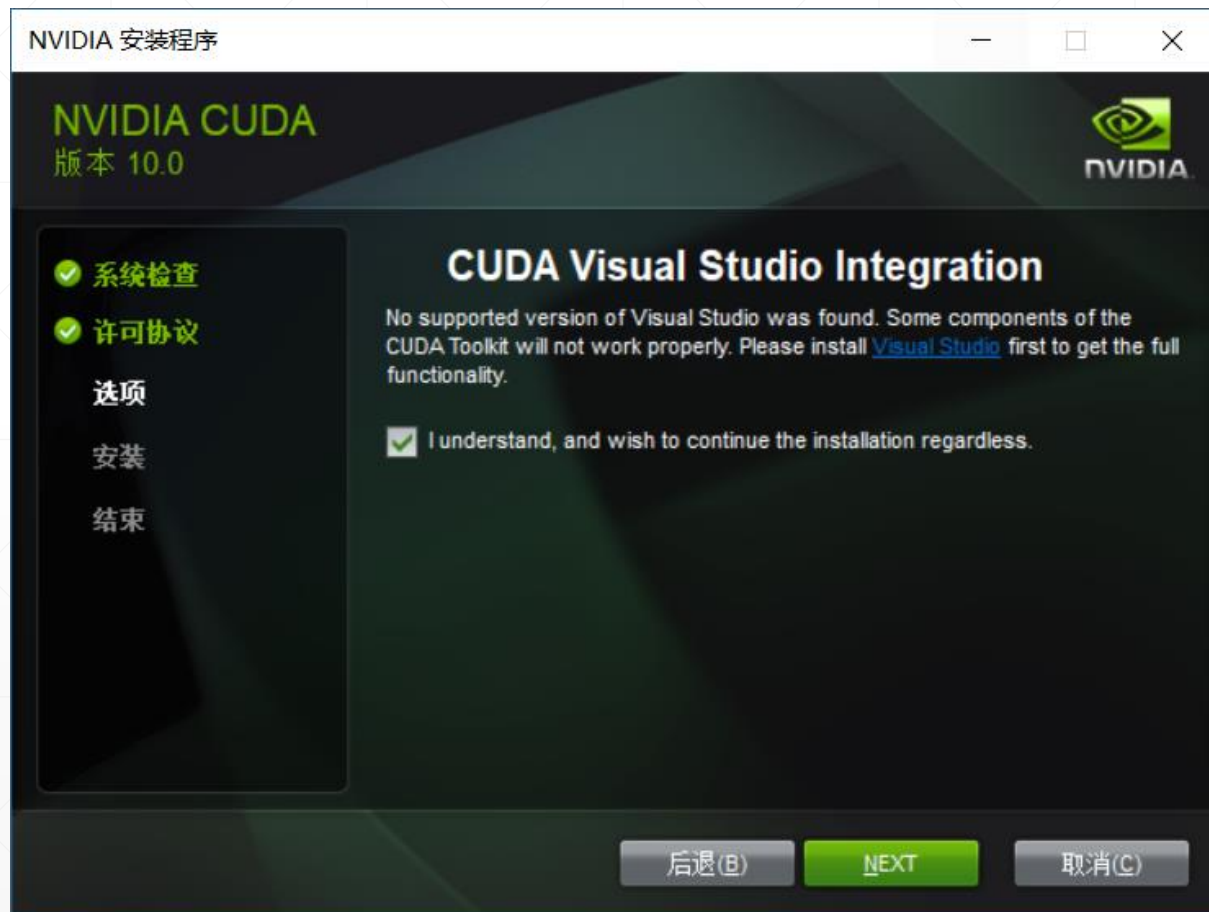 NVIDIA 安装程序
NVIDIA CUDA
版本 10.0
NVIDIA.
系统检查
许可协议
选项
安装
结束
CUDA Visual Studio Integration
No supported version of Visual Studio was found. Some components of the
CUDA Toolkit will not work properly. Please install Visual Studio first to get the full
functionality.
I understand, and wish to continue the installation regardless.
后退(B)
NEXT
取消(C)